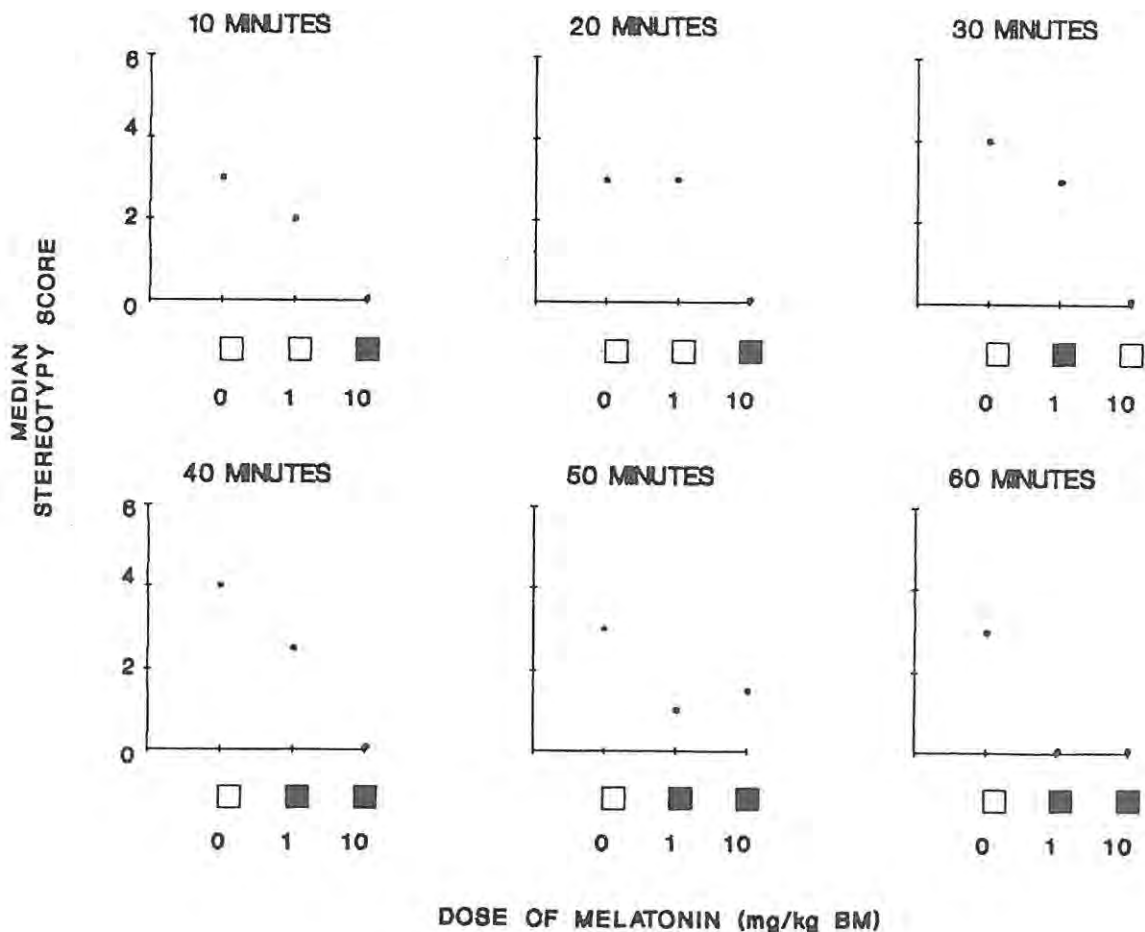 10 MINUTES 20 MINUTES 30 MINUTES
6
4
2
0
0 1 10 0 1 10 0 1 10
MEDIAN
STEREOTYPY SCORE
40 MINUTES 50 MINUTES 60 MINUTES
6
4
2
0
0 1 10 0 1 10 0 1 10
DOSE OF MELATONIN (mg/kg BM)